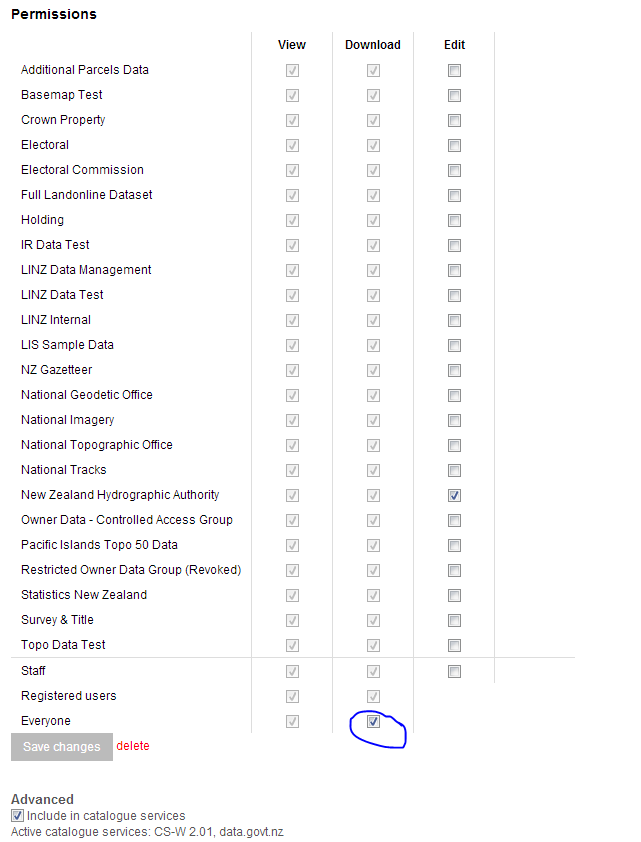 Permissions
View Download Edit
Additional Parcels Data
Basemap Test
Crown Property
Electoral
Electoral Commission
Full Landonline Dataset
Holding
IR Data Test
LINZ Data Management
LINZ Data Test
LINZ Internal
LIS Sample Data
NZ Gazetteer
National Geodetic Office
National Imagery
National Topographic Office
National Tracks
New Zealand Hydrographic Authority
Owner Data - Controlled Access Group
Pacific Islands Topo 50 Data
Restricted Owner Data Group (Revoked)
Statistics New Zealand
Survey & Title
Topo Data Test
Staff
Registered users
Everyone
Save changes delete
Advanced
Include in catalogue services
Active catalogue services: CS-W 2.01, data.govt.nz